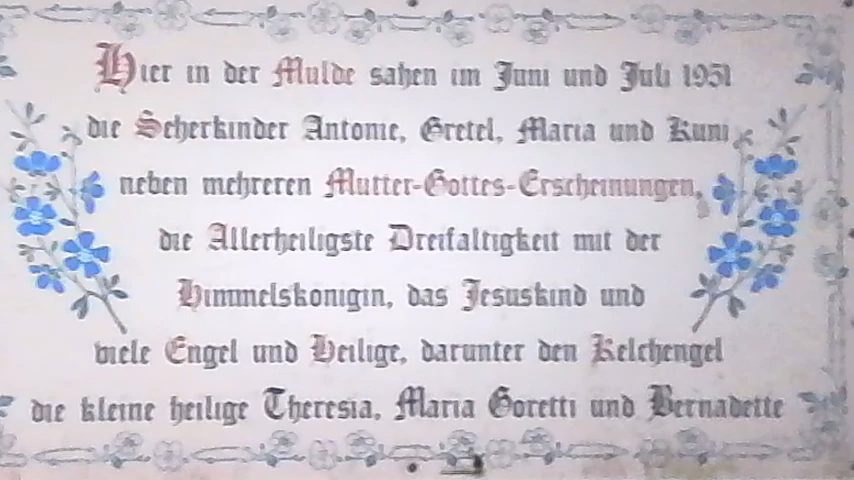 Hier in der Mulde sahen im Juni und Juli 1951
die Seherkinder Antonie, Gretel, Maria und Kuni
neben mehreren Mutter-Gottes-Erscheinungen,
die Allerheiligste Dreifaltigkeit mit der
Himmelskönigin, das Jesuskind und
viele Engel und Heilige, darunter den Kelchengel
die kleine heilige Theresia, Maria Goretti und Bernadette